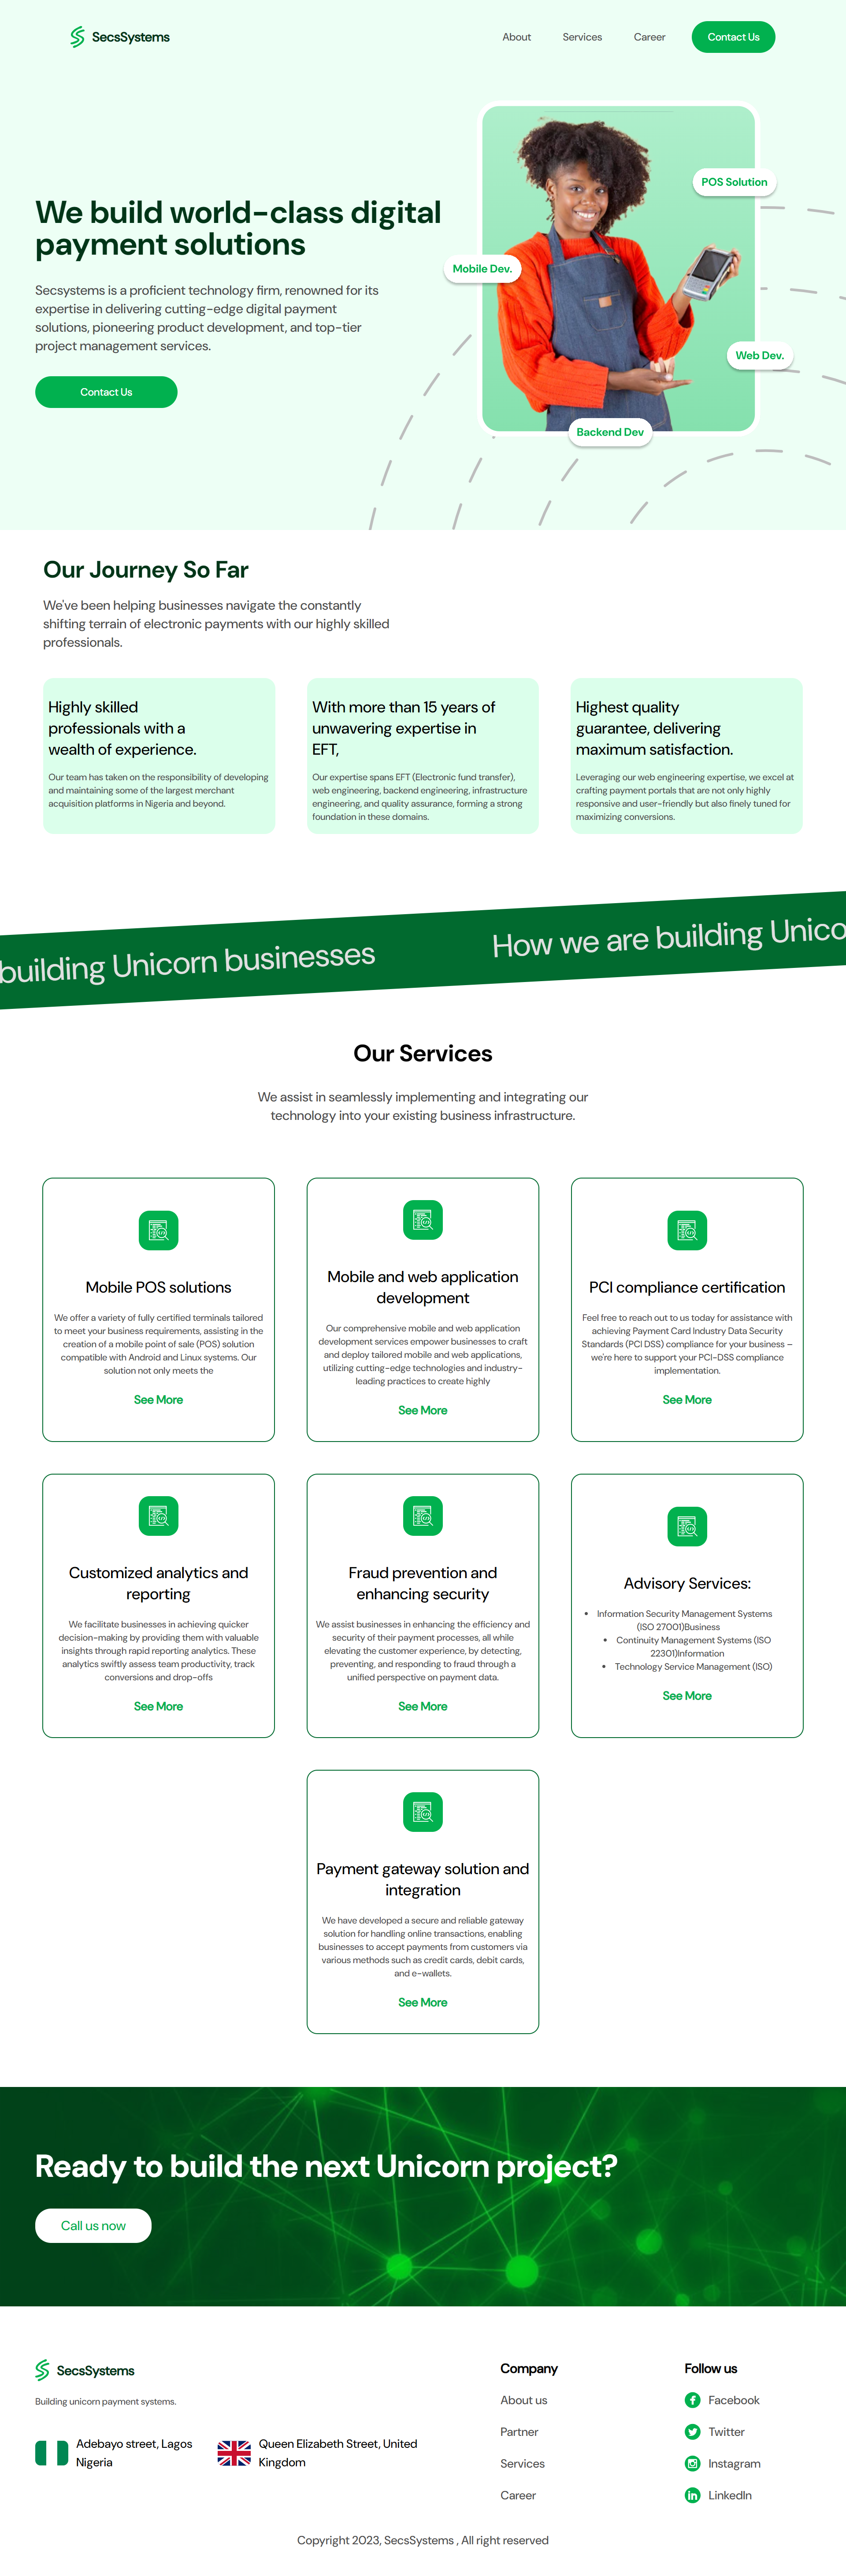 SecsSystems
About
Services
Career
Contact Us
We build world-class digital
payment solutions
Secsystems is a proficient technology firm, renowned for its
expertise in delivering cutting-edge digital payment
solutions, pioneering product development, and top-tier
project management services.
Contact Us
POS Solution
Mobile Dev.
Web Dev.
Backend Dev
Our Journey So Far
We've been helping businesses navigate the constantly
shifting terrain of electronic payments with our highly skilled
professionals.
Highly skilled
professionals with a
wealth of experience.
Our team has taken on the responsibility of developing
and maintaining some of the largest merchant
acquisition platforms in Nigeria and beyond.
With more than 15 years of
unwavering expertise in
EFT,
Our expertise spans EFT (Electronic fund transfer),
web engineering, backend engineering, infrastructure
engineering, and quality assurance, forming a strong
foundation in these domains.
Highest quality
guarantee, delivering
maximum satisfaction.
Leveraging our web engineering expertise, we excel at
crafting payment portals that are not only highly
responsive and user-friendly but also finely tuned for
maximizing conversions.
building Unicorn businesses
How we are building Unico
Our Services
We assist in seamlessly implementing and integrating our
technology into your existing business infrastructure.
Mobile POS solutions
We offer a variety of fully certified terminals tailored
to meet your business requirements, assisting in the
creation of a mobile point of sale (POS) solution
compatible with Android and Linux systems. Our
solution not only meets the
See More
Mobile and web application
development
Our comprehensive mobile and web application
development services empower businesses to craft
and deploy tailored mobile and web applications,
utilizing cutting-edge technologies and industry-
leading practices to create highly
See More
PCI compliance certification
Feel free to reach out to us today for assistance with
achieving Payment Card Industry Data Security
Standards (PCI DSS) compliance for your business –
we're here to support your PCI-DSS compliance
implementation.
See More
Customized analytics and
reporting
We facilitate businesses in achieving quicker
decision-making by providing them with valuable
insights through rapid reporting analytics. These
analytics swiftly assess team productivity, track
conversions and drop-offs
See More
Fraud prevention and
enhancing security
We assist businesses in enhancing the efficiency and
security of their payment processes, all while
elevating the customer experience, by detecting,
preventing, and responding to fraud through a
unified perspective on payment data.
See More
Advisory Services:
• Information Security Management Systems
(ISO 27001)Business
• Continuity Management Systems (ISO
22301)Information
• Technology Service Management (ISO)
See More
Payment gateway solution and
integration
We have developed a secure and reliable gateway
solution for handling online transactions, enabling
businesses to accept payments from customers via
various methods such as credit cards, debit cards,
and e-wallets.
See More
Ready to build the next Unicorn project?
Call us now
SecsSystems
Building unicorn payment systems.
Adebayo street, Lagos
Nigeria
Queen Elizabeth Street, United
Kingdom
Company
About us
Partner
Services
Career
Follow us
Facebook
Twitter
Instagram
LinkedIn
Copyright 2023, SecsSystems , All right reserved